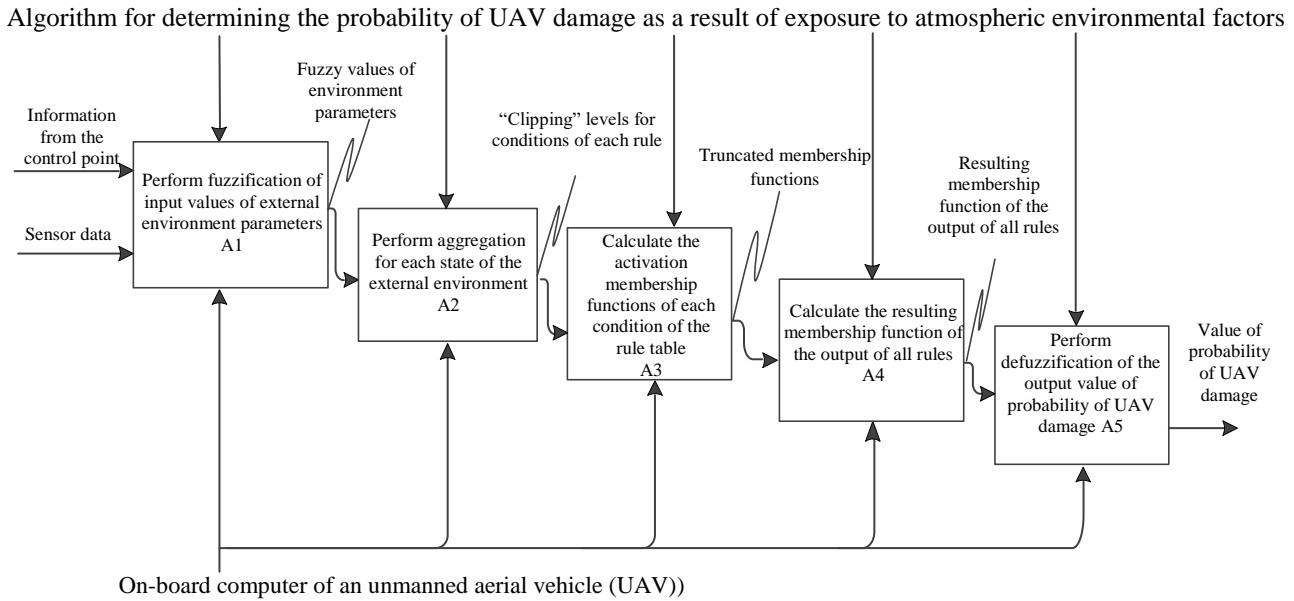 Algorithm for determining the probability of UAV damage as a result of exposure to atmospheric environmental factors
Fuzzy values of
environment
parameters
Information
from the
control point
“Clipping” levels for
conditions of each rule
Truncated membership
functions
Resulting
membership
function of the
output of all rules
Perform fuzzification of
input values of external
environment parameters
A1
Sensor data
Perform aggregation
for each state of the
external environment
A2
Calculate the
activation
membership
functions of each
condition of the
rule table
A3
Calculate the resulting
membership function of
the output of all rules
A4
Perform
defuzzification of the
output value of
probability of UAV
damage A5
Value of
probability
of UAV
damage
On-board computer of an unmanned aerial vehicle (UAV))